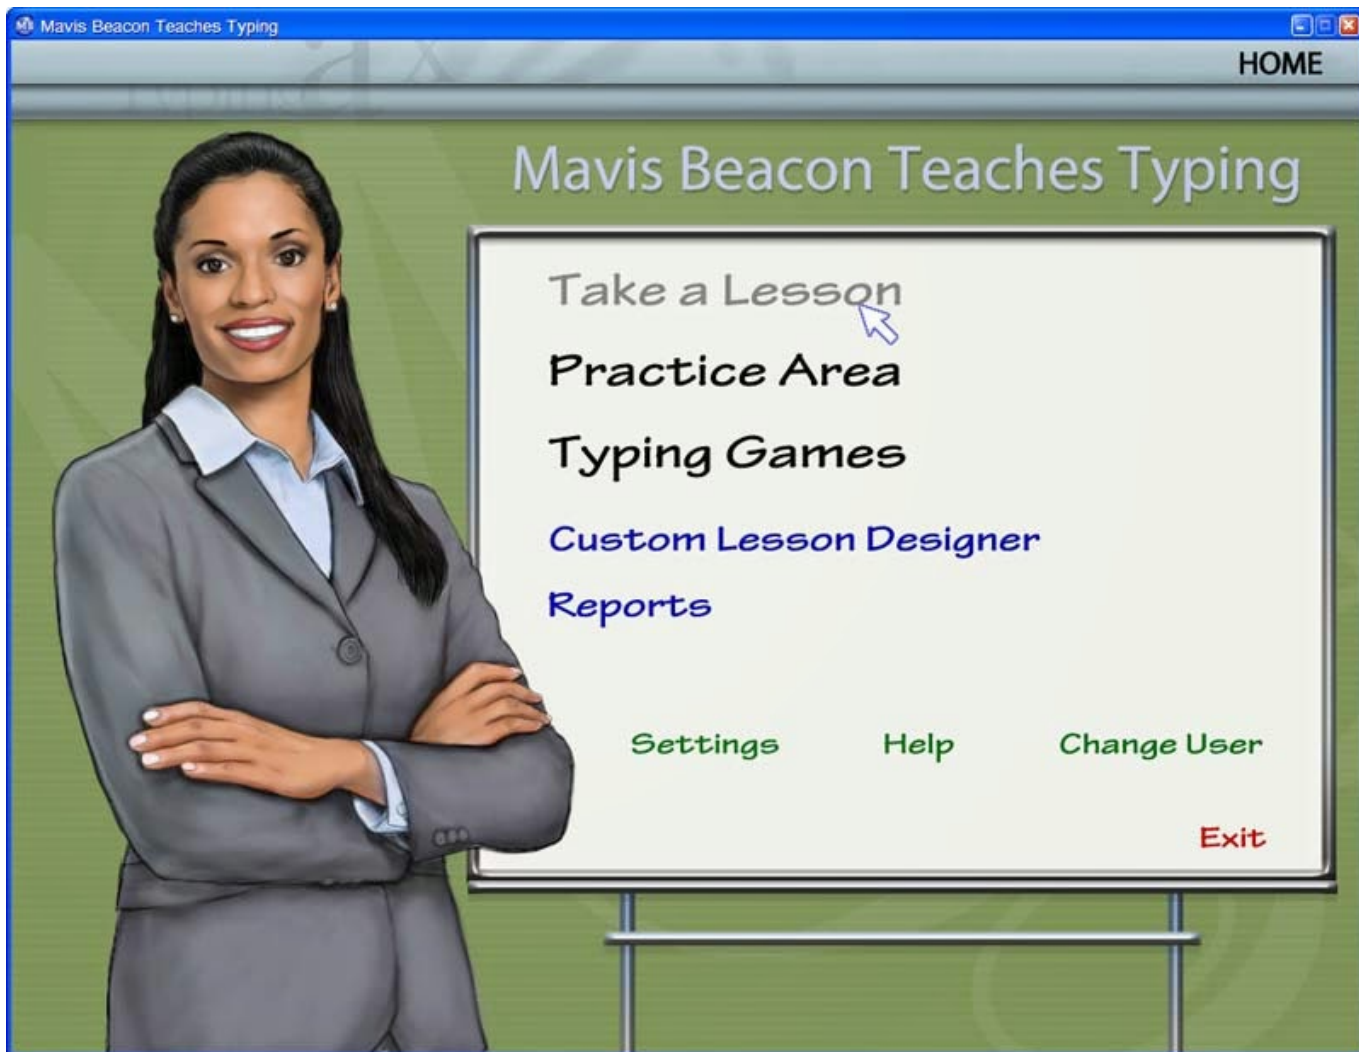 Mavis Beacon Teaches Typing
HOME
Typing
Mavis Beacon Teaches Typing
Take a Lesson
Practice Area
Typing Games
Custom Lesson Designer
Reports
Settings Help Change User
Exit